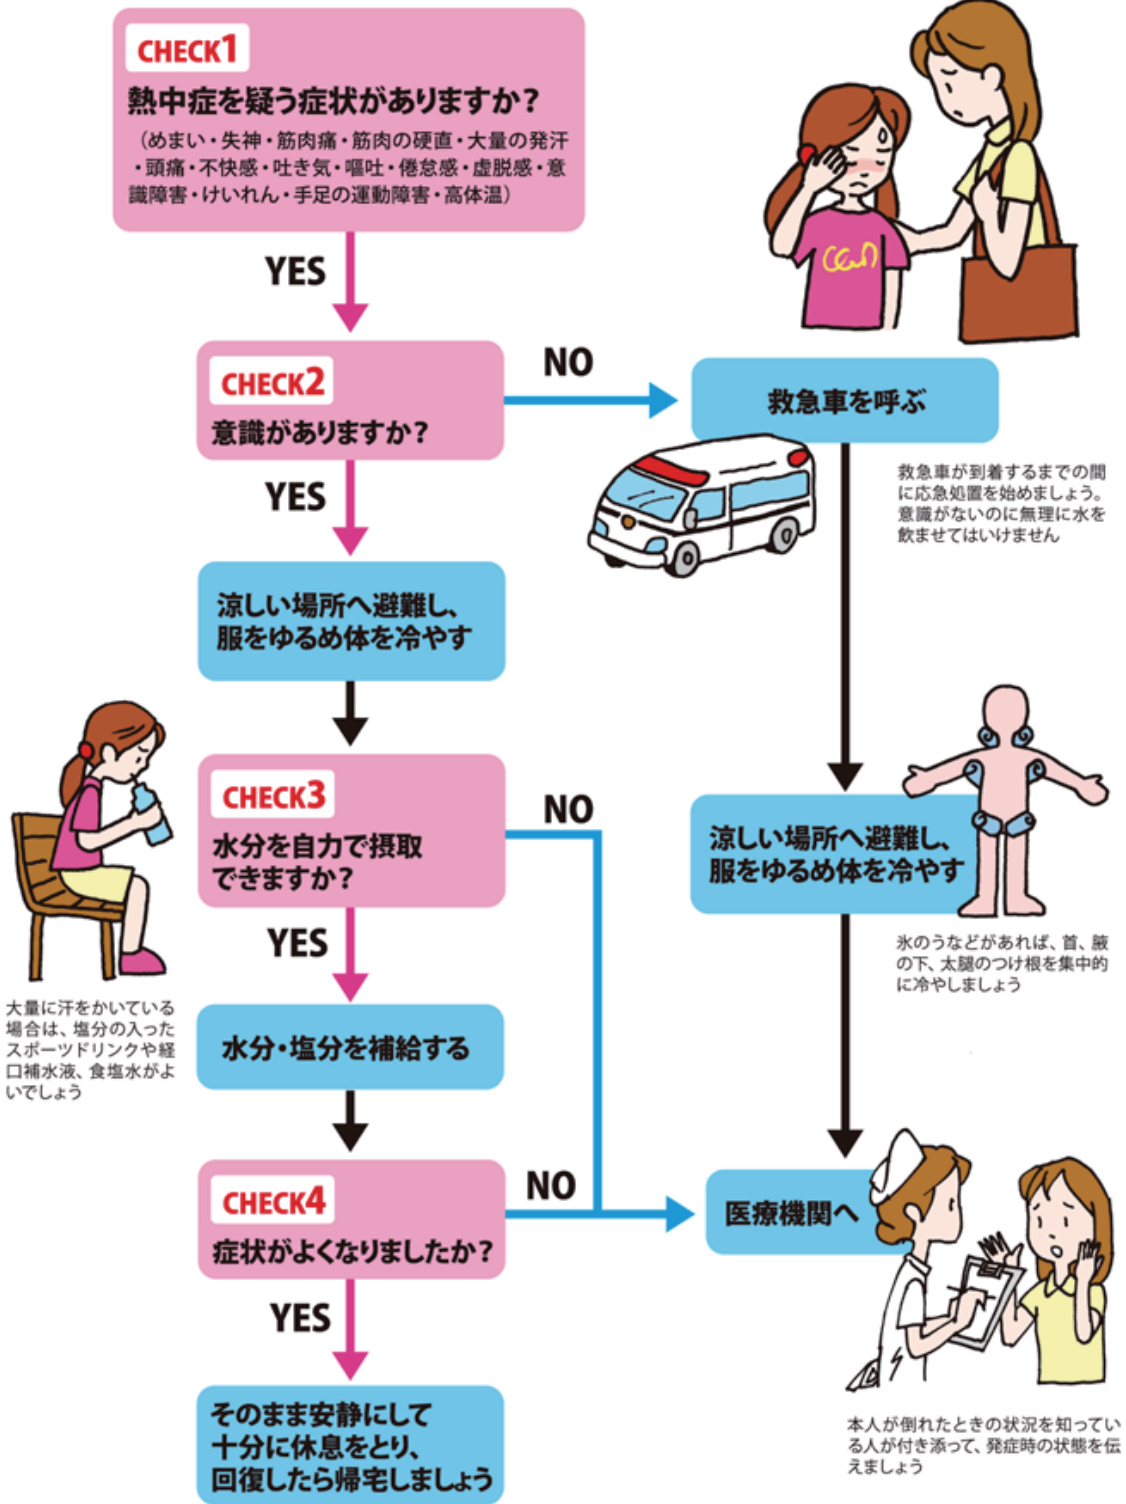 CHECK1
熱中症を疑う症状がありますか？
（めまい・失神・筋肉痛・筋肉の硬直・大量の発汗
・頭痛・不快感・吐き気・嘔吐・倦怠感・虚脱感・意
識障害・けいれん・手足の運動障害・高体温）
YES
CHECK2
意識がありますか？
NO
救急車を呼ぶ
救急車が到着するまでの間
に応急処置を始めましょう。
意識がないのに無理に水を
飲ませてはいけません
YES
涼しい場所へ避難し、
服をゆるめ体を冷やす
CHECK3
水分を自力で摂取
できますか？
NO
涼しい場所へ避難し、
服をゆるめ体を冷やす
氷のうなどがあれば、首、腋
の下、太腿のつけ根を集中的
に冷やしましょう
YES
大量に汗をかいている
場合は、塩分の入った
スポーツドリンクや経
口補水液、食塩水がよ
いでしょう
水分・塩分を補給する
CHECK4
症状がよくなりましたか？
NO
医療機関へ
本人が倒れたときの状況を知ってい
る人が付き添って、発症時の状態を伝
えましょう
YES
そのまま安静にして
十分に休息をとり、
回復したら帰宅しましょう